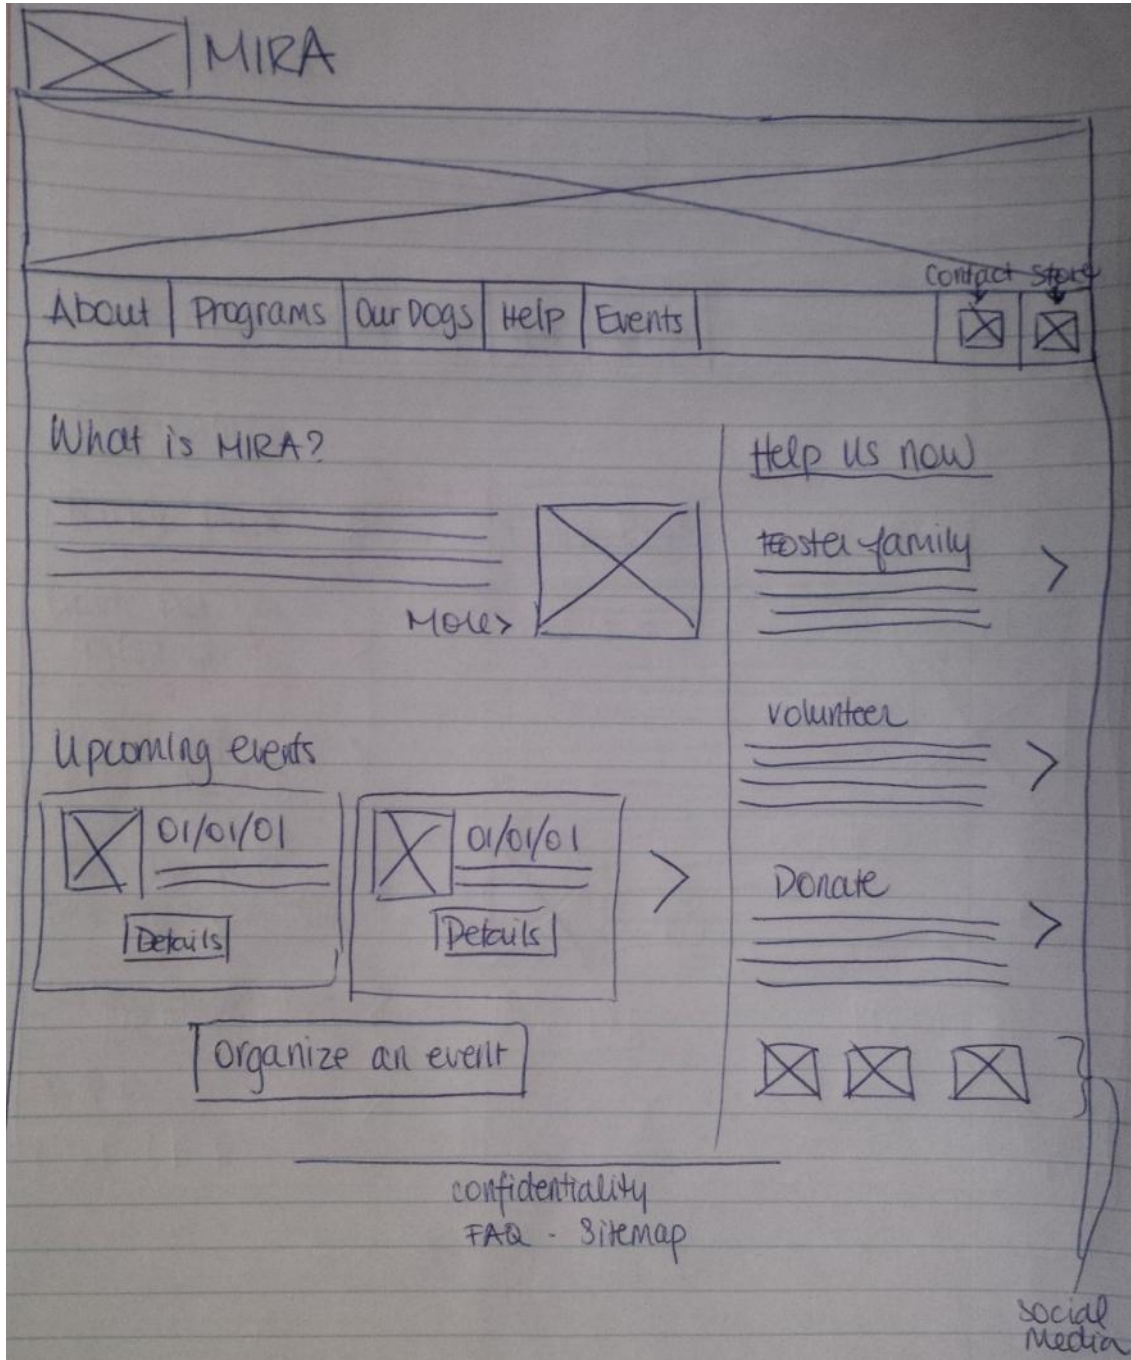 MIRA
Contact Store
About Programs Our Dogs Help Events
What is MIRA?
More>
Help us now
Foster family >
Volunteer >
Donate >
Upcoming events
01/01/01
Details
01/01/01
Details
>
Organize an event
confidentiality
FAQ - Sitemap
Social
Media